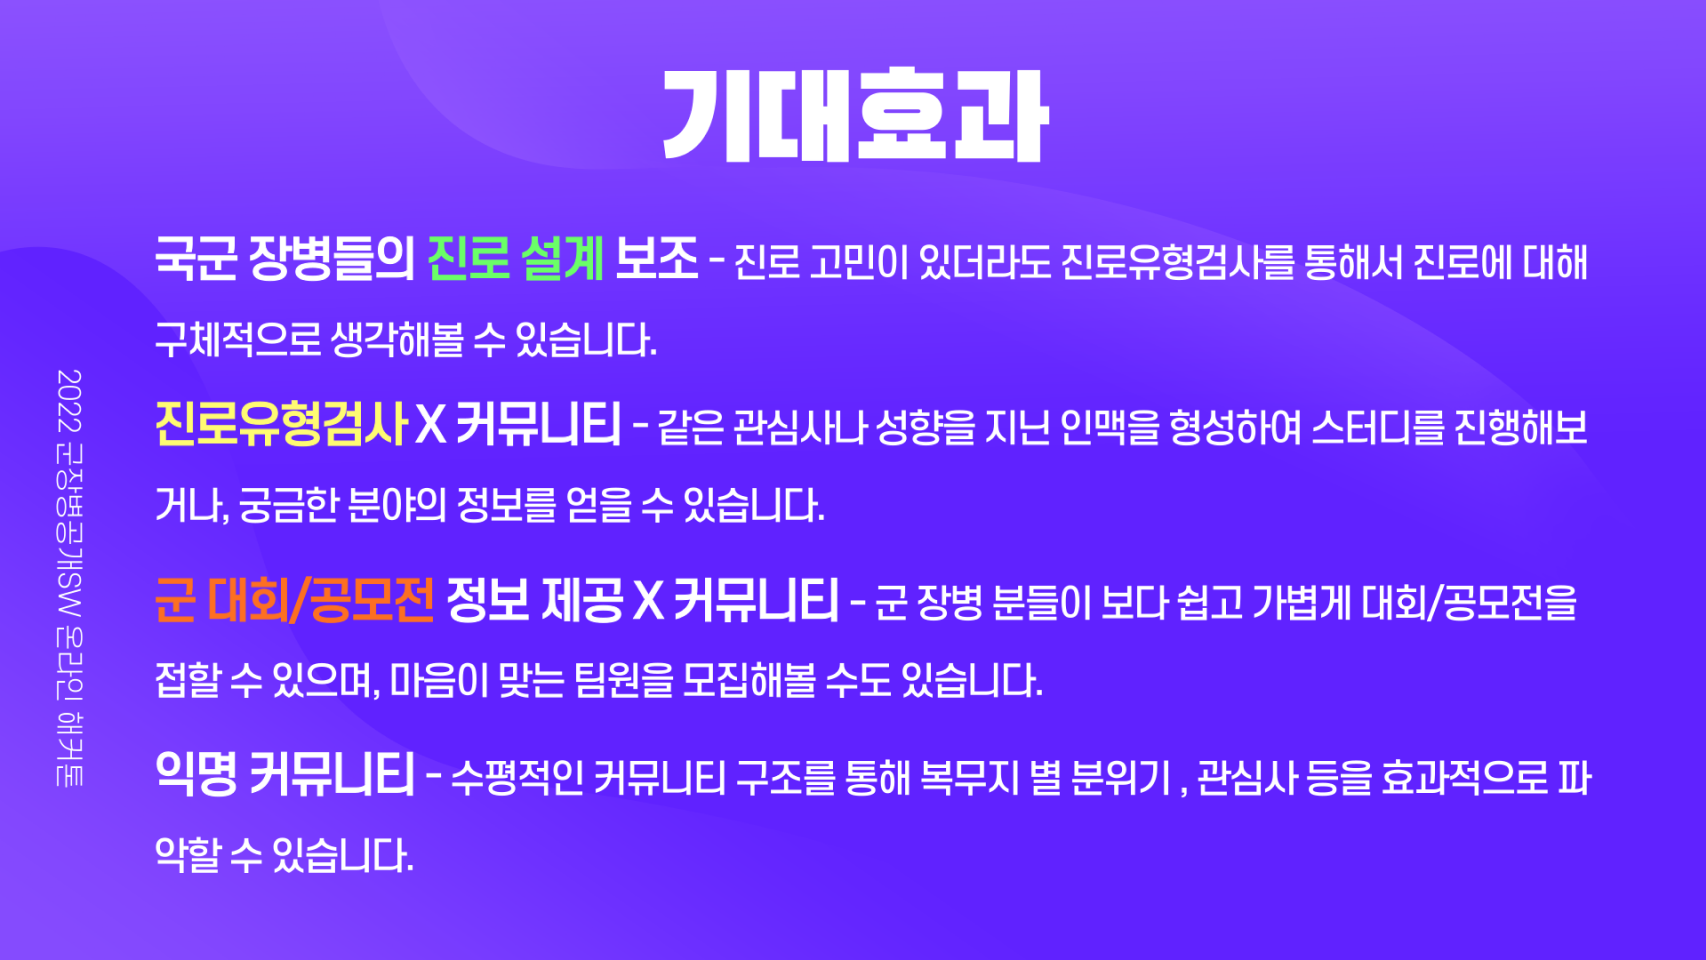 기대효과
국군 장병들의 진로 설계 보조 - 진로 고민이 있더라도 진로유형검사를 통해서 진로에 대해
구체적으로 생각해볼 수 있습니다.
진로유형검사 X 커뮤니티 - 같은 관심사나 성향을 지닌 인맥을 형성하여 스터디를 진행해보
거나, 궁금한 분야의 정보를 얻을 수 있습니다.
군 대회/공모전 정보 제공 X 커뮤니티 - 군 장병 분들이 보다 쉽고 가볍게 대회/공모전을
접할 수 있으며, 마음이 맞는 팀원을 모집해볼 수도 있습니다.
익명 커뮤니티 - 수평적인 커뮤니티 구조를 통해 복무지 별 분위기 , 관심사 등을 효과적으로 파
악할 수 있습니다.
2022 군장병공개SW 온라인 해커톤